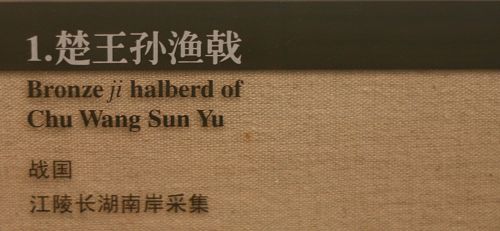 1.楚王孙渔戟
Bronze ji halberd of
Chu Wang Sun Yu
战国
江陵长湖南岸采集